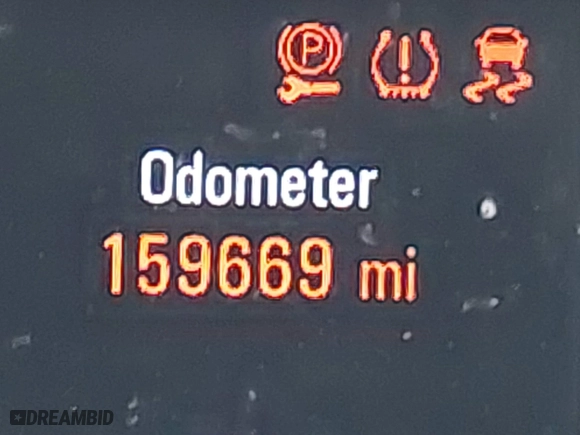 P
Odometer
159669 mi
DREAMBID